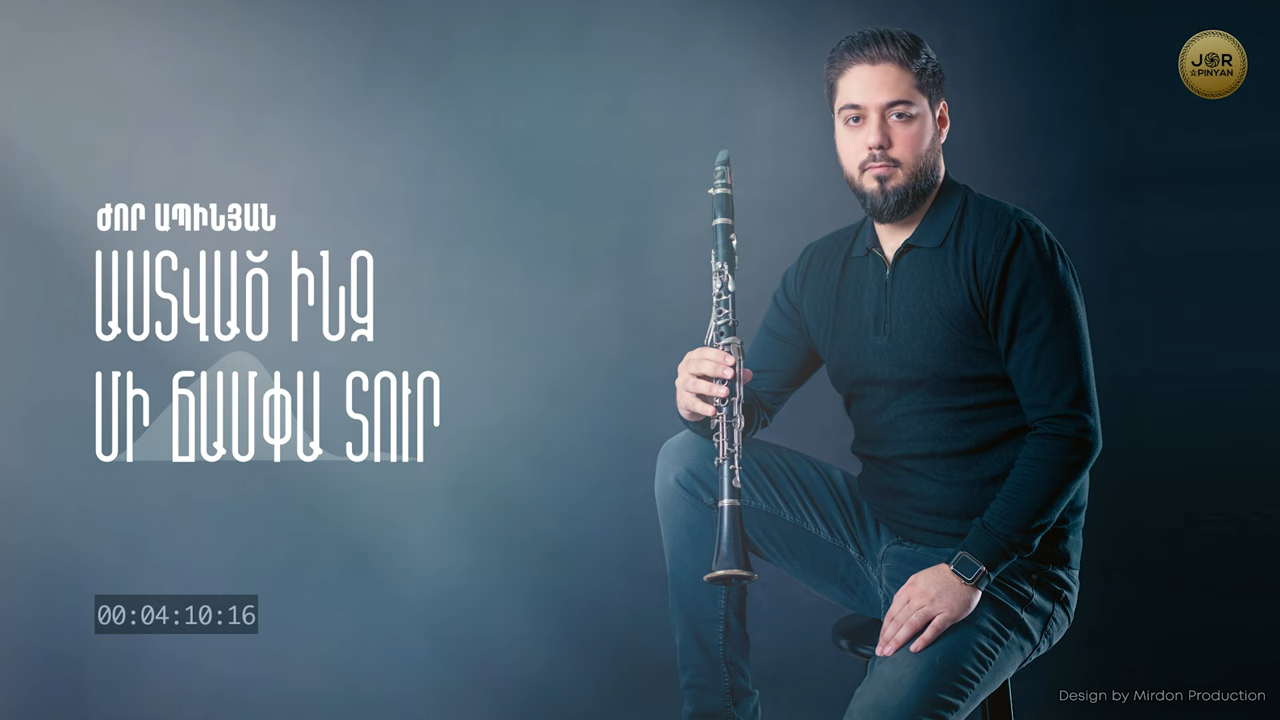 JOR
APINYAN
ԺՈՐ ԱՊԻՆՅԱՆ
ԱՍՏՎԱԾ ԻՆՁ
ՄԻ ՃԱՄՓԱ ՏՈՒՐ
00:04:10:16
Design by Mirdon Production